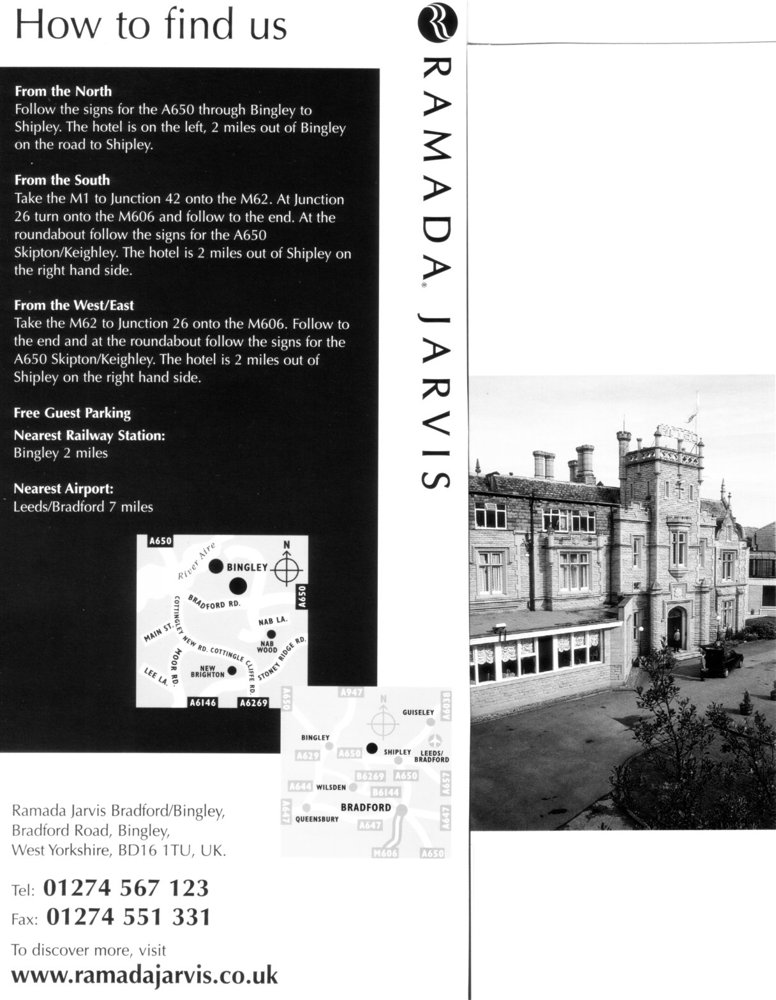 How to find us
From the North
Follow the signs for the A650 through Bingley to
Shipley. The hotel is on the left, 2 miles out of Bingley
on the road to Shipley.
From the South
Take the M1 to Junction 42 onto the M62. At Junction
26 turn onto the M606 and follow to the end. At the
roundabout follow the signs for the A650
Skipton/Keighley. The hotel is 2 miles out of Shipley on
the right hand side.
From the West/East
Take the M62 to Junction 26 onto the M606. Follow to
the end and at the roundabout follow the signs for the
A650 Skipton/Keighley. The hotel is 2 miles out of
Shipley on the right hand side.
Free Guest Parking
Nearest Railway Station:
Bingley 2 miles
Nearest Airport:
Leeds/Bradford 7 miles
A650
River Aire
N
BINGLEY
A650
BRADFORD RD.
COTTINGLEY NEW RD.
MAIN ST.
NAB LA.
NAB
WOOD
STONEY RIDGE RD.
COTTINGLE CLIFFE RD.
MOOR RD.
LEE LA.
NEW
BRIGHTON
A6146
A6269
A650
A947
A6038
N
GUISELEY
BINGLEY
A629
A650
SHIPLEY
LEEDS/
BRADFORD
B6269
A650
A657
A644
WILSDEN
B6144
BRADFORD
A647
QUEENSBURY
A647
A647
M606
A650
Ramada Jarvis Bradford/Bingley,
Bradford Road, Bingley,
West Yorkshire, BD16 1TU, UK.
Tel: 01274 567 123
Fax: 01274 551 331
To discover more, visit
www.ramadajarvis.co.uk
RAMADA® JARVIS
HOTEL